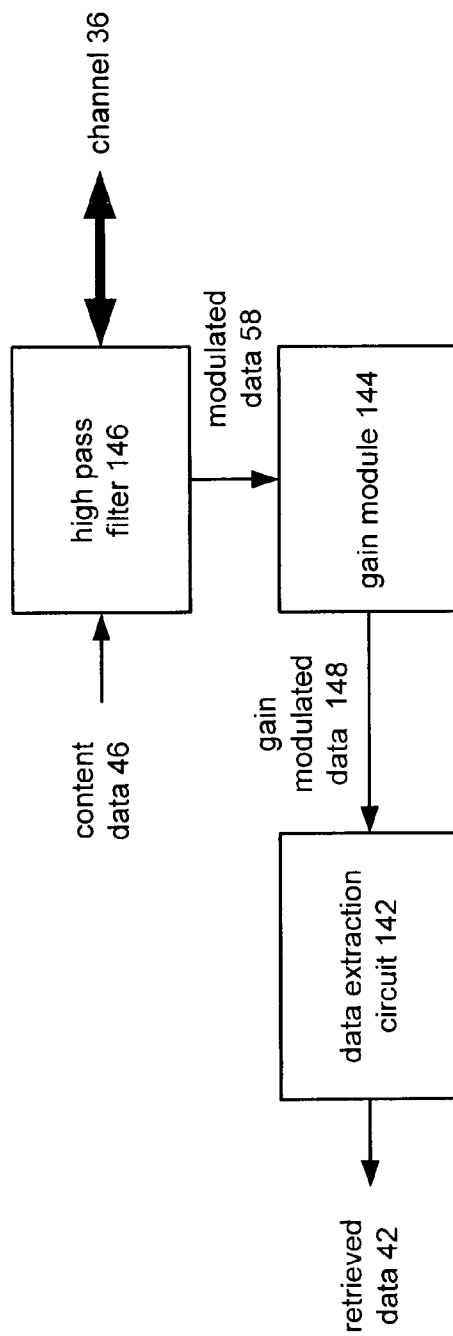 channel 36
high pass
filter 146
content
data 46
modulated
data 58
gain module 144
gain
modulated
data 148
data extraction
circuit 142
retrieved
data 42